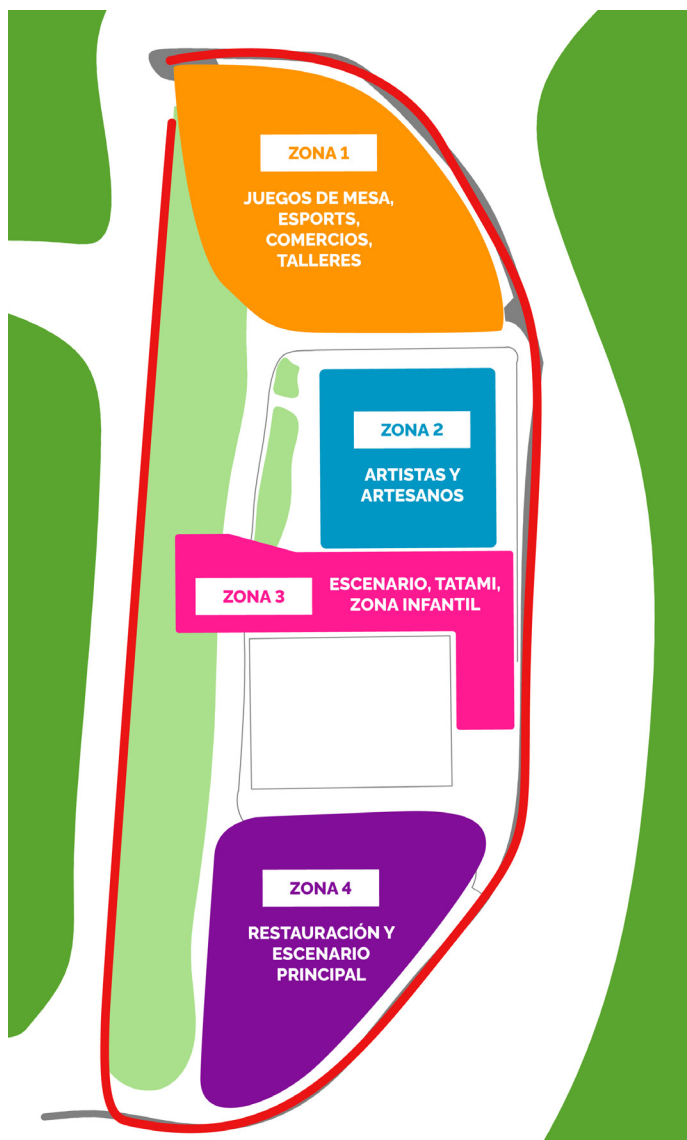 ZONA 1
JUEGOS DE MESA,
ESPORTS,
COMERCIOS,
TALLERES
ZONA 2
ARTISTAS Y
ARTESANOS
ZONA 3
ESCENARIO, TATAMI,
ZONA INFANTIL
ZONA 4
RESTAURACIÓN Y
ESCENARIO
PRINCIPAL